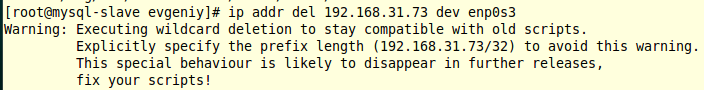 [root@mysql-slave evgeniy]# ip addr del 192.168.31.73 dev enp0s3
Warning: Executing wildcard deletion to stay compatible with old scripts.
         Explicitly specify the prefix length (192.168.31.73/32) to avoid this warning.
         This special behaviour is likely to disappear in further releases,
         fix your scripts!